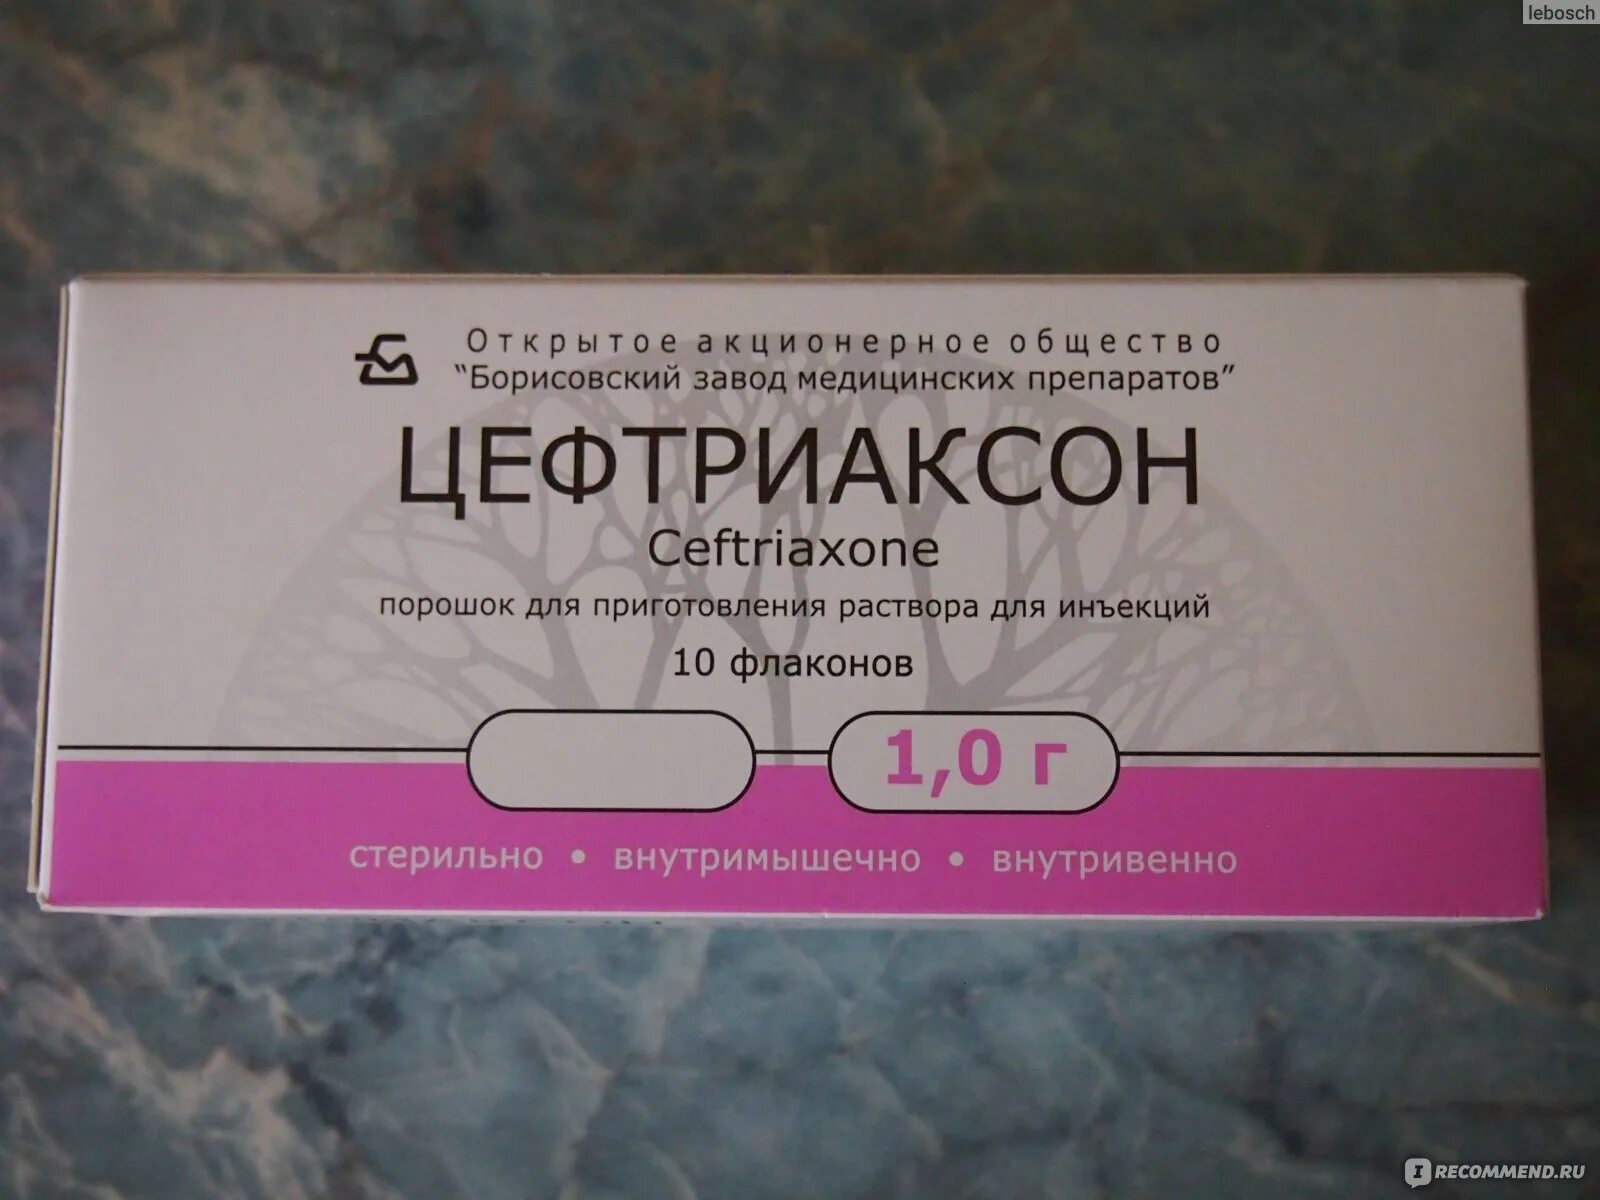 lebosch
Открытое акционерное общество
"Борисовский завод медицинских препаратов"
ЦЕФТРИАКСОН
Ceftriaxone
порошок для приготовления раствора для инъекций
10 флаконов
1,0 г
стерильно • внутримышечно • внутривенно
IRECOMMEND.RU